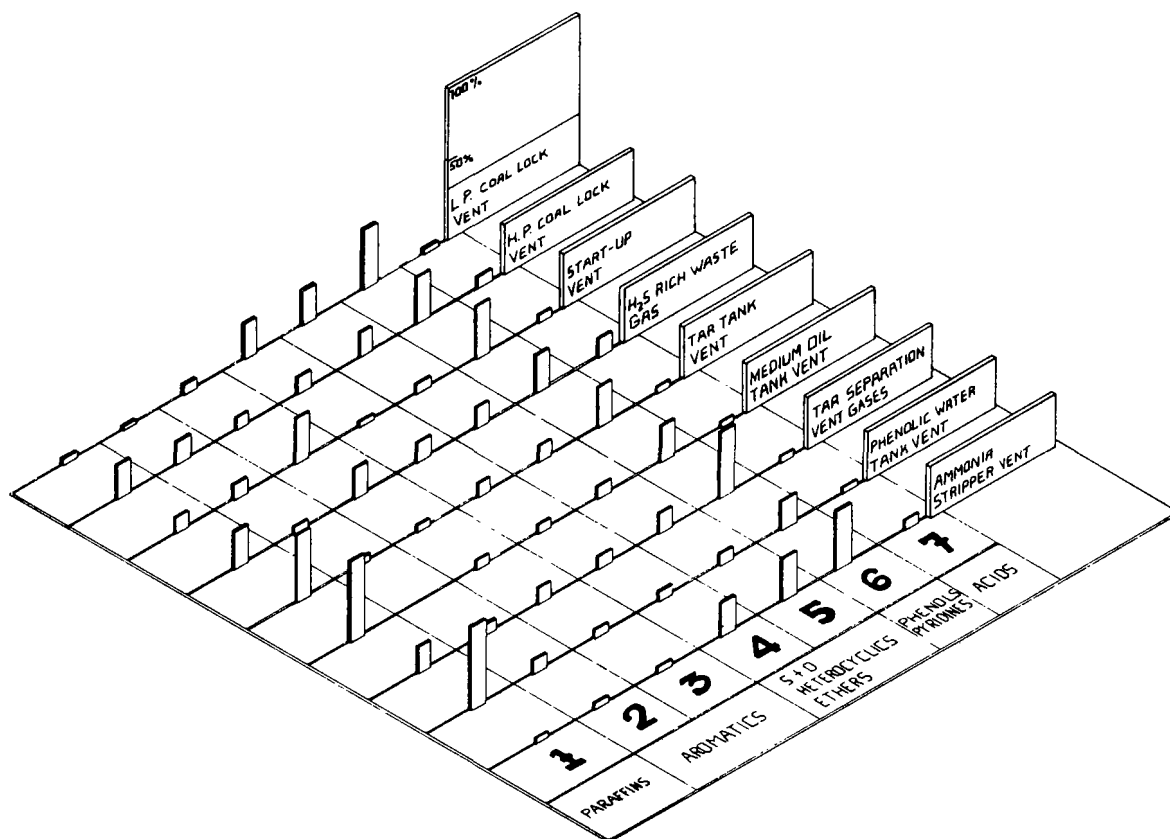 100%
50%
L.P. COAL LOCK
VENT
H.P. COAL LOCK
VENT
START-UP
VENT
H₂S RICH WASTE
GAS
TAR TANK
VENT
MEDIUM OIL
TANK VENT
TAR SEPARATION
VENT GASES
PHENOLIC WATER
TANK VENT
AMMONIA
STRIPPER VENT
1
2
3
4
5
6
7
PARAFFINS
AROMATICS
S+O
HETEROCYCLICS
ETHERS
PHENOLS
PYRIDINES
ACIDS